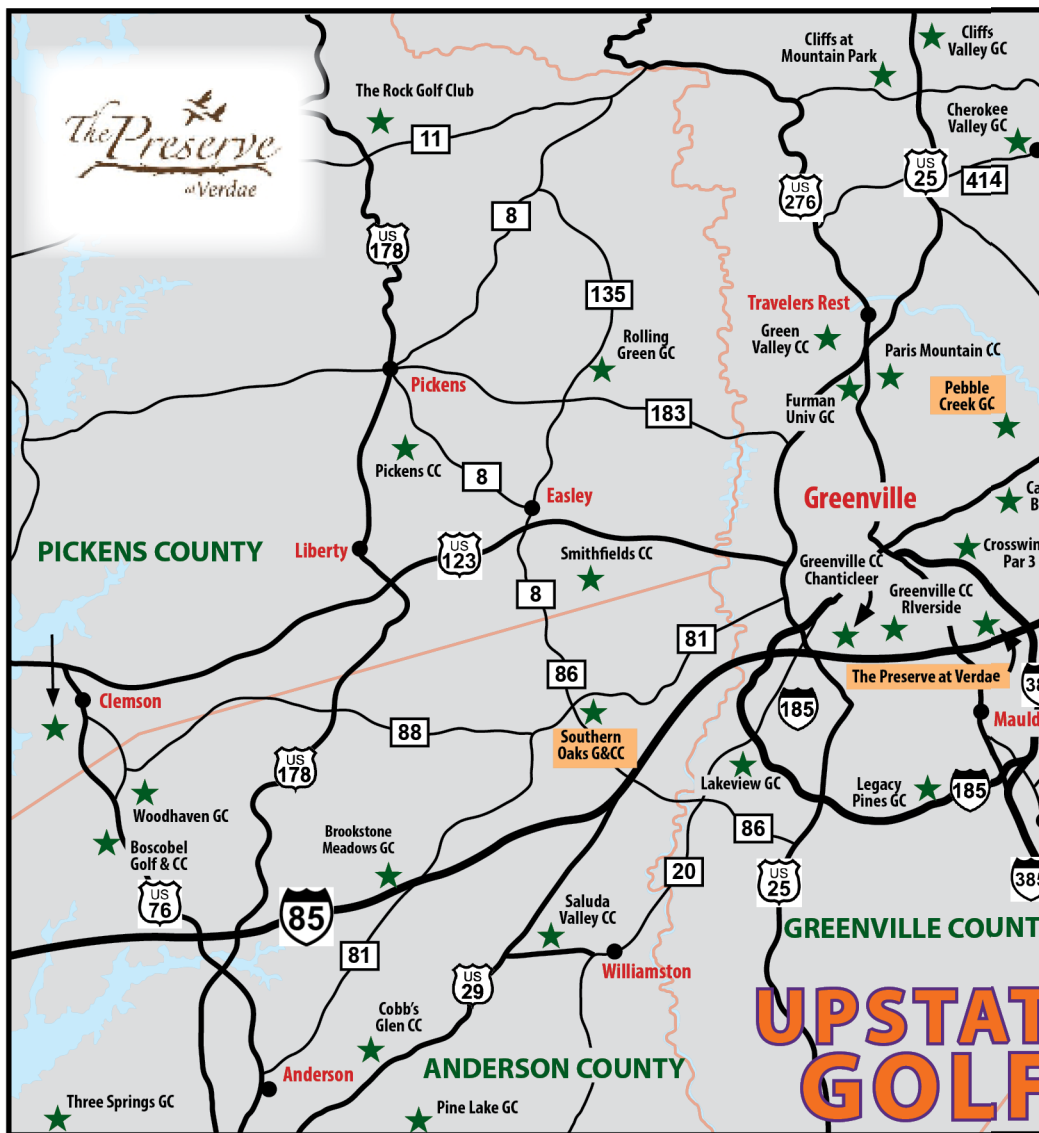 The Preserve
at Verdae
The Rock Golf Club
11
US
178
8
135
Rolling
Green GC
Pickens
183
Pickens CC
8
Easley
PICKENS COUNTY
Liberty
US
123
Smithfields CC
8
86
81
Clemson
88
Southern
Oaks G&CC
US
178
Woodhaven GC
Boscobel
Golf & CC
US
76
Brookstone
Meadows GC
85
81
Saluda
Valley CC
Williamston
US
29
Cobb's
Glen CC
Anderson
ANDERSON COUNTY
Three Springs GC
Pine Lake GC
Cliffs at
Mountain Park
Cliffs
Valley GC
Cherokee
Valley GC
US
276
US
25
414
Travelers Rest
Green
Valley CC
Paris Mountain CC
Furman
Univ GC
Pebble
Creek GC
Greenville
Ca
B
Crosswin
Par 3
Greenville CC
Chanticleer
Greenville CC
RIverside
The Preserve at Verdae
38
185
Mauld
Lakeview GC
Legacy
Pines GC
185
86
20
US
25
385
GREENVILLE COUNT
UPSTAT
GOLF